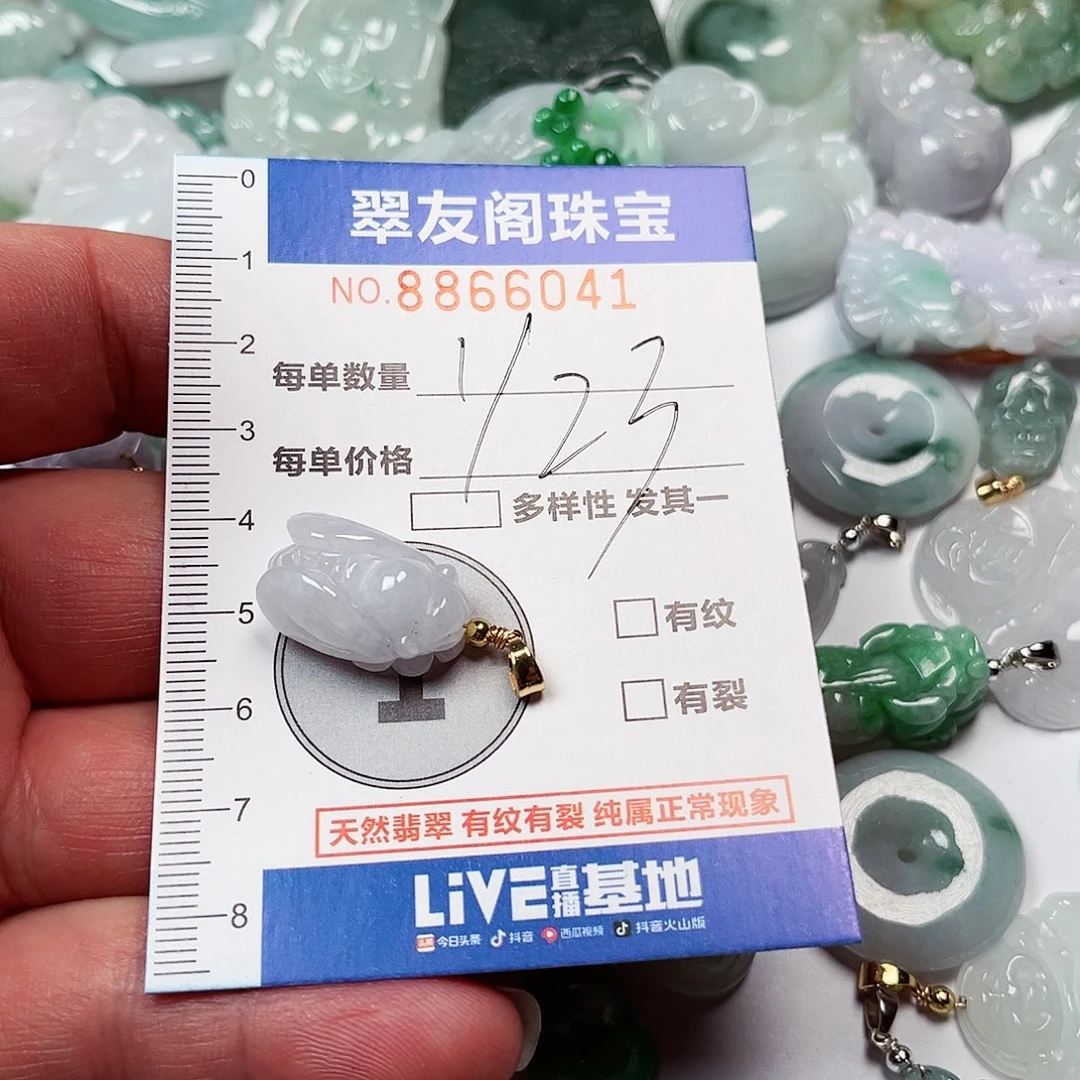 0
翠友阁珠宝
1
NO.8866041
2
每单数量
1/23
3
每单价格
4
多样性 发其一
5
有纹
6
有裂
7
天然翡翠 有纹有裂 纯属正常现象
8
LiVE直播基地
头条 今日头条 抖音 西瓜视频 抖音火山版